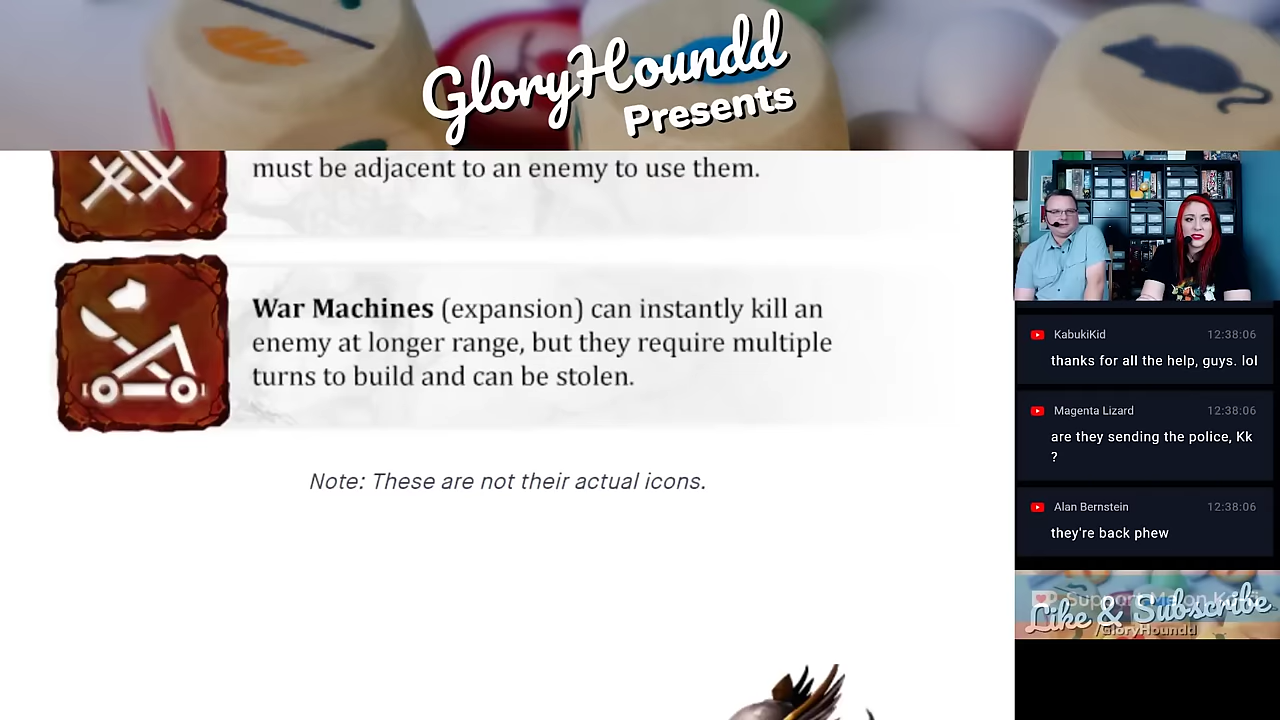 GloryHoundd
Presents
must be adjacent to an enemy to use them.
War Machines (expansion) can instantly kill an
enemy at longer range, but they require multiple
turns to build and can be stolen.
Note: These are not their actual icons.
KabukiKid 12:38:06
thanks for all the help, guys. lol
Magenta Lizard 12:38:06
are they sending the police, Kk
?
Alan Bernstein 12:38:06
they're back phew
Support Me on
Like & Subscribe
/GloryHoundd